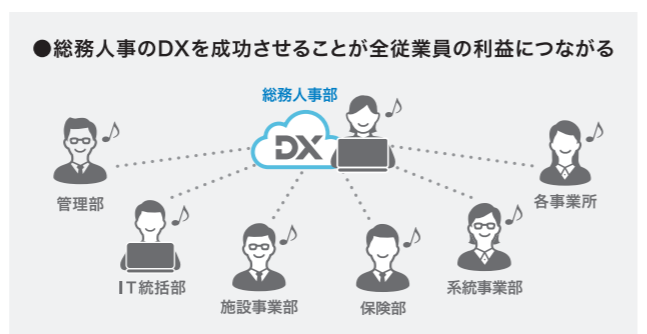 ●総務人事のDXを成功させることが全従業員の利益につながる
総務人事部
DX
管理部
各事業所
IT統括部
系統事業部
施設事業部
保険部